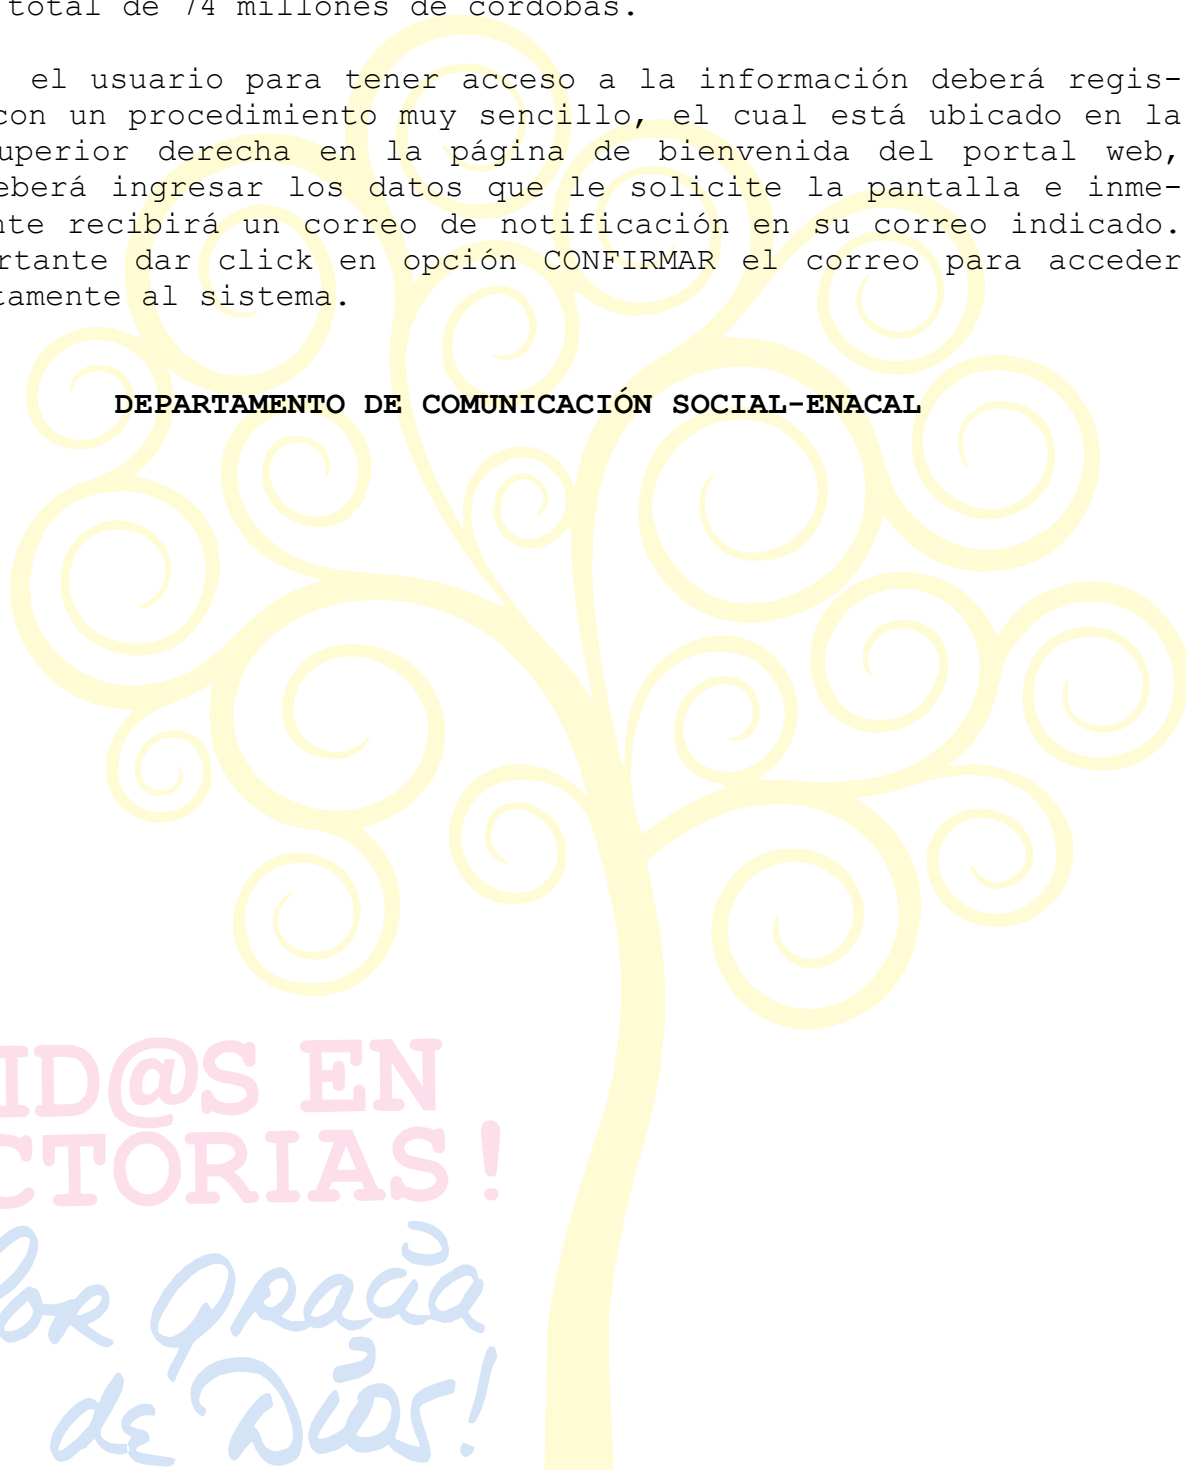 total de 74 millones de córdobas.
el usuario para tener acceso a la información deberá regis-
con un procedimiento muy sencillo, el cual está ubicado en la
uperior derecha en la página de bienvenida del portal web,
eberá ingresar los datos que le solicite la pantalla e inme-
nte recibirá un correo de notificación en su correo indicado.
rtante dar click en opción CONFIRMAR el correo para acceder
tamente al sistema.
DEPARTAMENTO DE COMUNICACIÓN SOCIAL-ENACAL
ID@S EN
CTORIAS!
Por Gracia
de Dios!